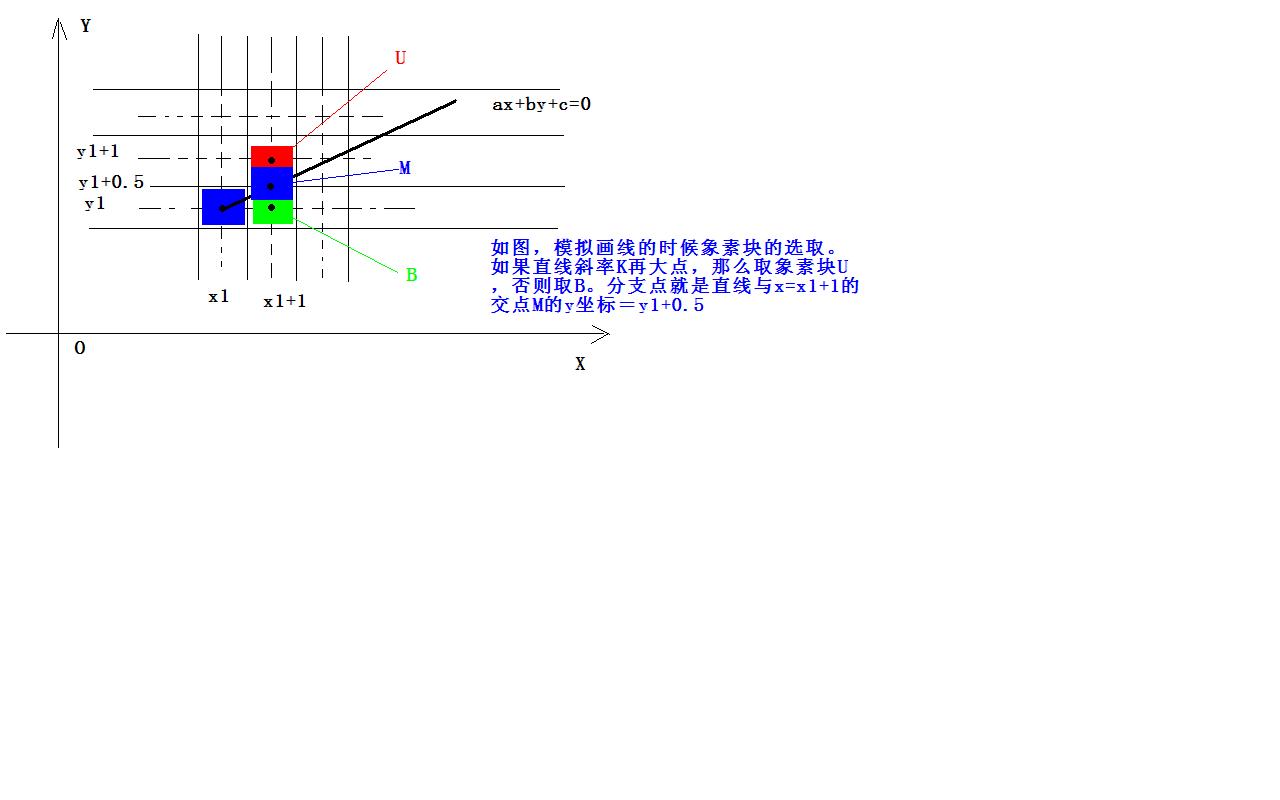 Y
U
ax+by+c=0
y1+1
M
y1+0.5
y1
如图，模拟画线的时候象素块的选取。
如果直线斜率K再大点，那么取象素块U
，否则取B。分支点就是直线与x=x1+1的
交点M的y坐标＝y1+0.5
B
x1
x1+1
O
X